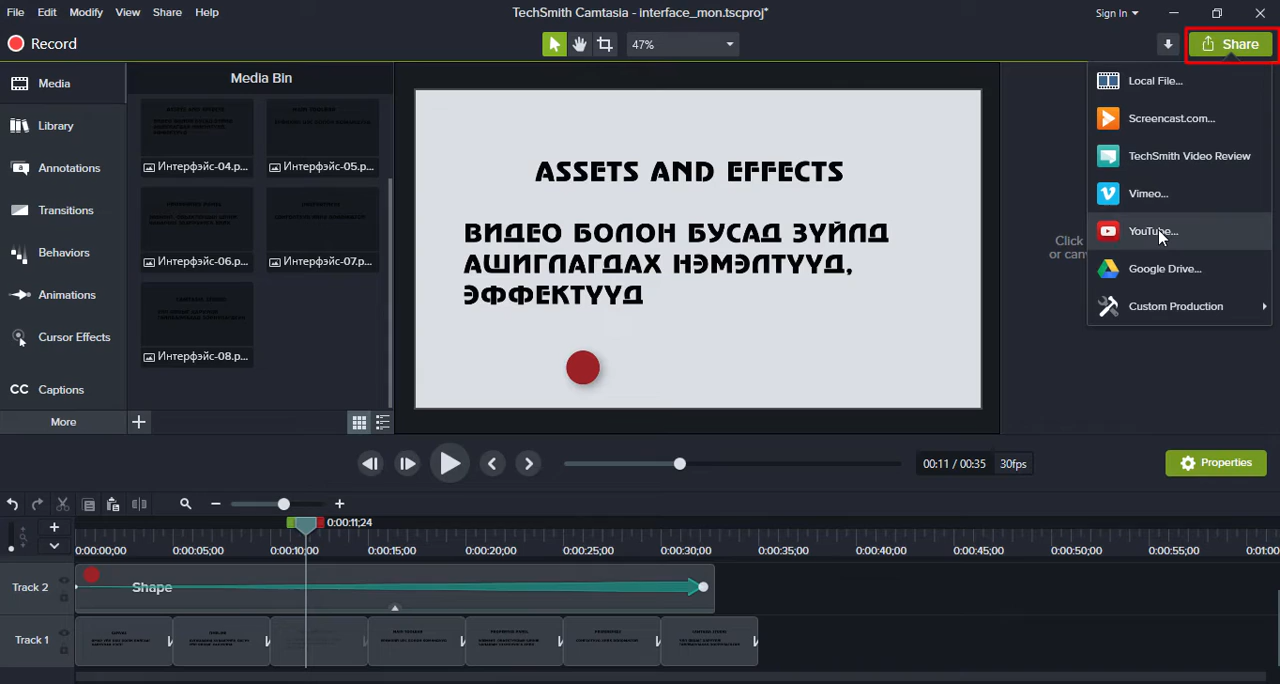 File Edit Modify View Share Help
TechSmith Camtasia - interface_mon.tscproj*
Sign In
Record
47%
Share
Media
Library
Annotations
Transitions
Behaviors
Animations
Cursor Effects
CC Captions
More
Media Bin
Интерфэйс-04.p...
Интерфэйс-05.p...
Интерфэйс-06.p...
Интерфэйс-07.p...
Интерфэйс-08.p...
ASSETS AND EFFECTS
ВИДЕО БОЛОН БУСАД ЗҮЙЛД
АШИГЛАГДАХ НЭМЭЛТҮҮД,
ЭФФЕКТҮҮД
Click
or canv
Local File...
Screencast.com...
TechSmith Video Review
Vimeo...
YouTube...
Google Drive...
Custom Production
00:11 / 00:35 30fps
Properties
0:00:11;24
0:00:00;00 0:00:05;00 0:00:10;00 0:00:15;00 0:00:20;00 0:00:25;00 0:00:30;00 0:00:35;00 0:00:40;00 0:00:45;00 0:00:50;00 0:00:55;00 0:01:00
Track 2
Shape
Track 1